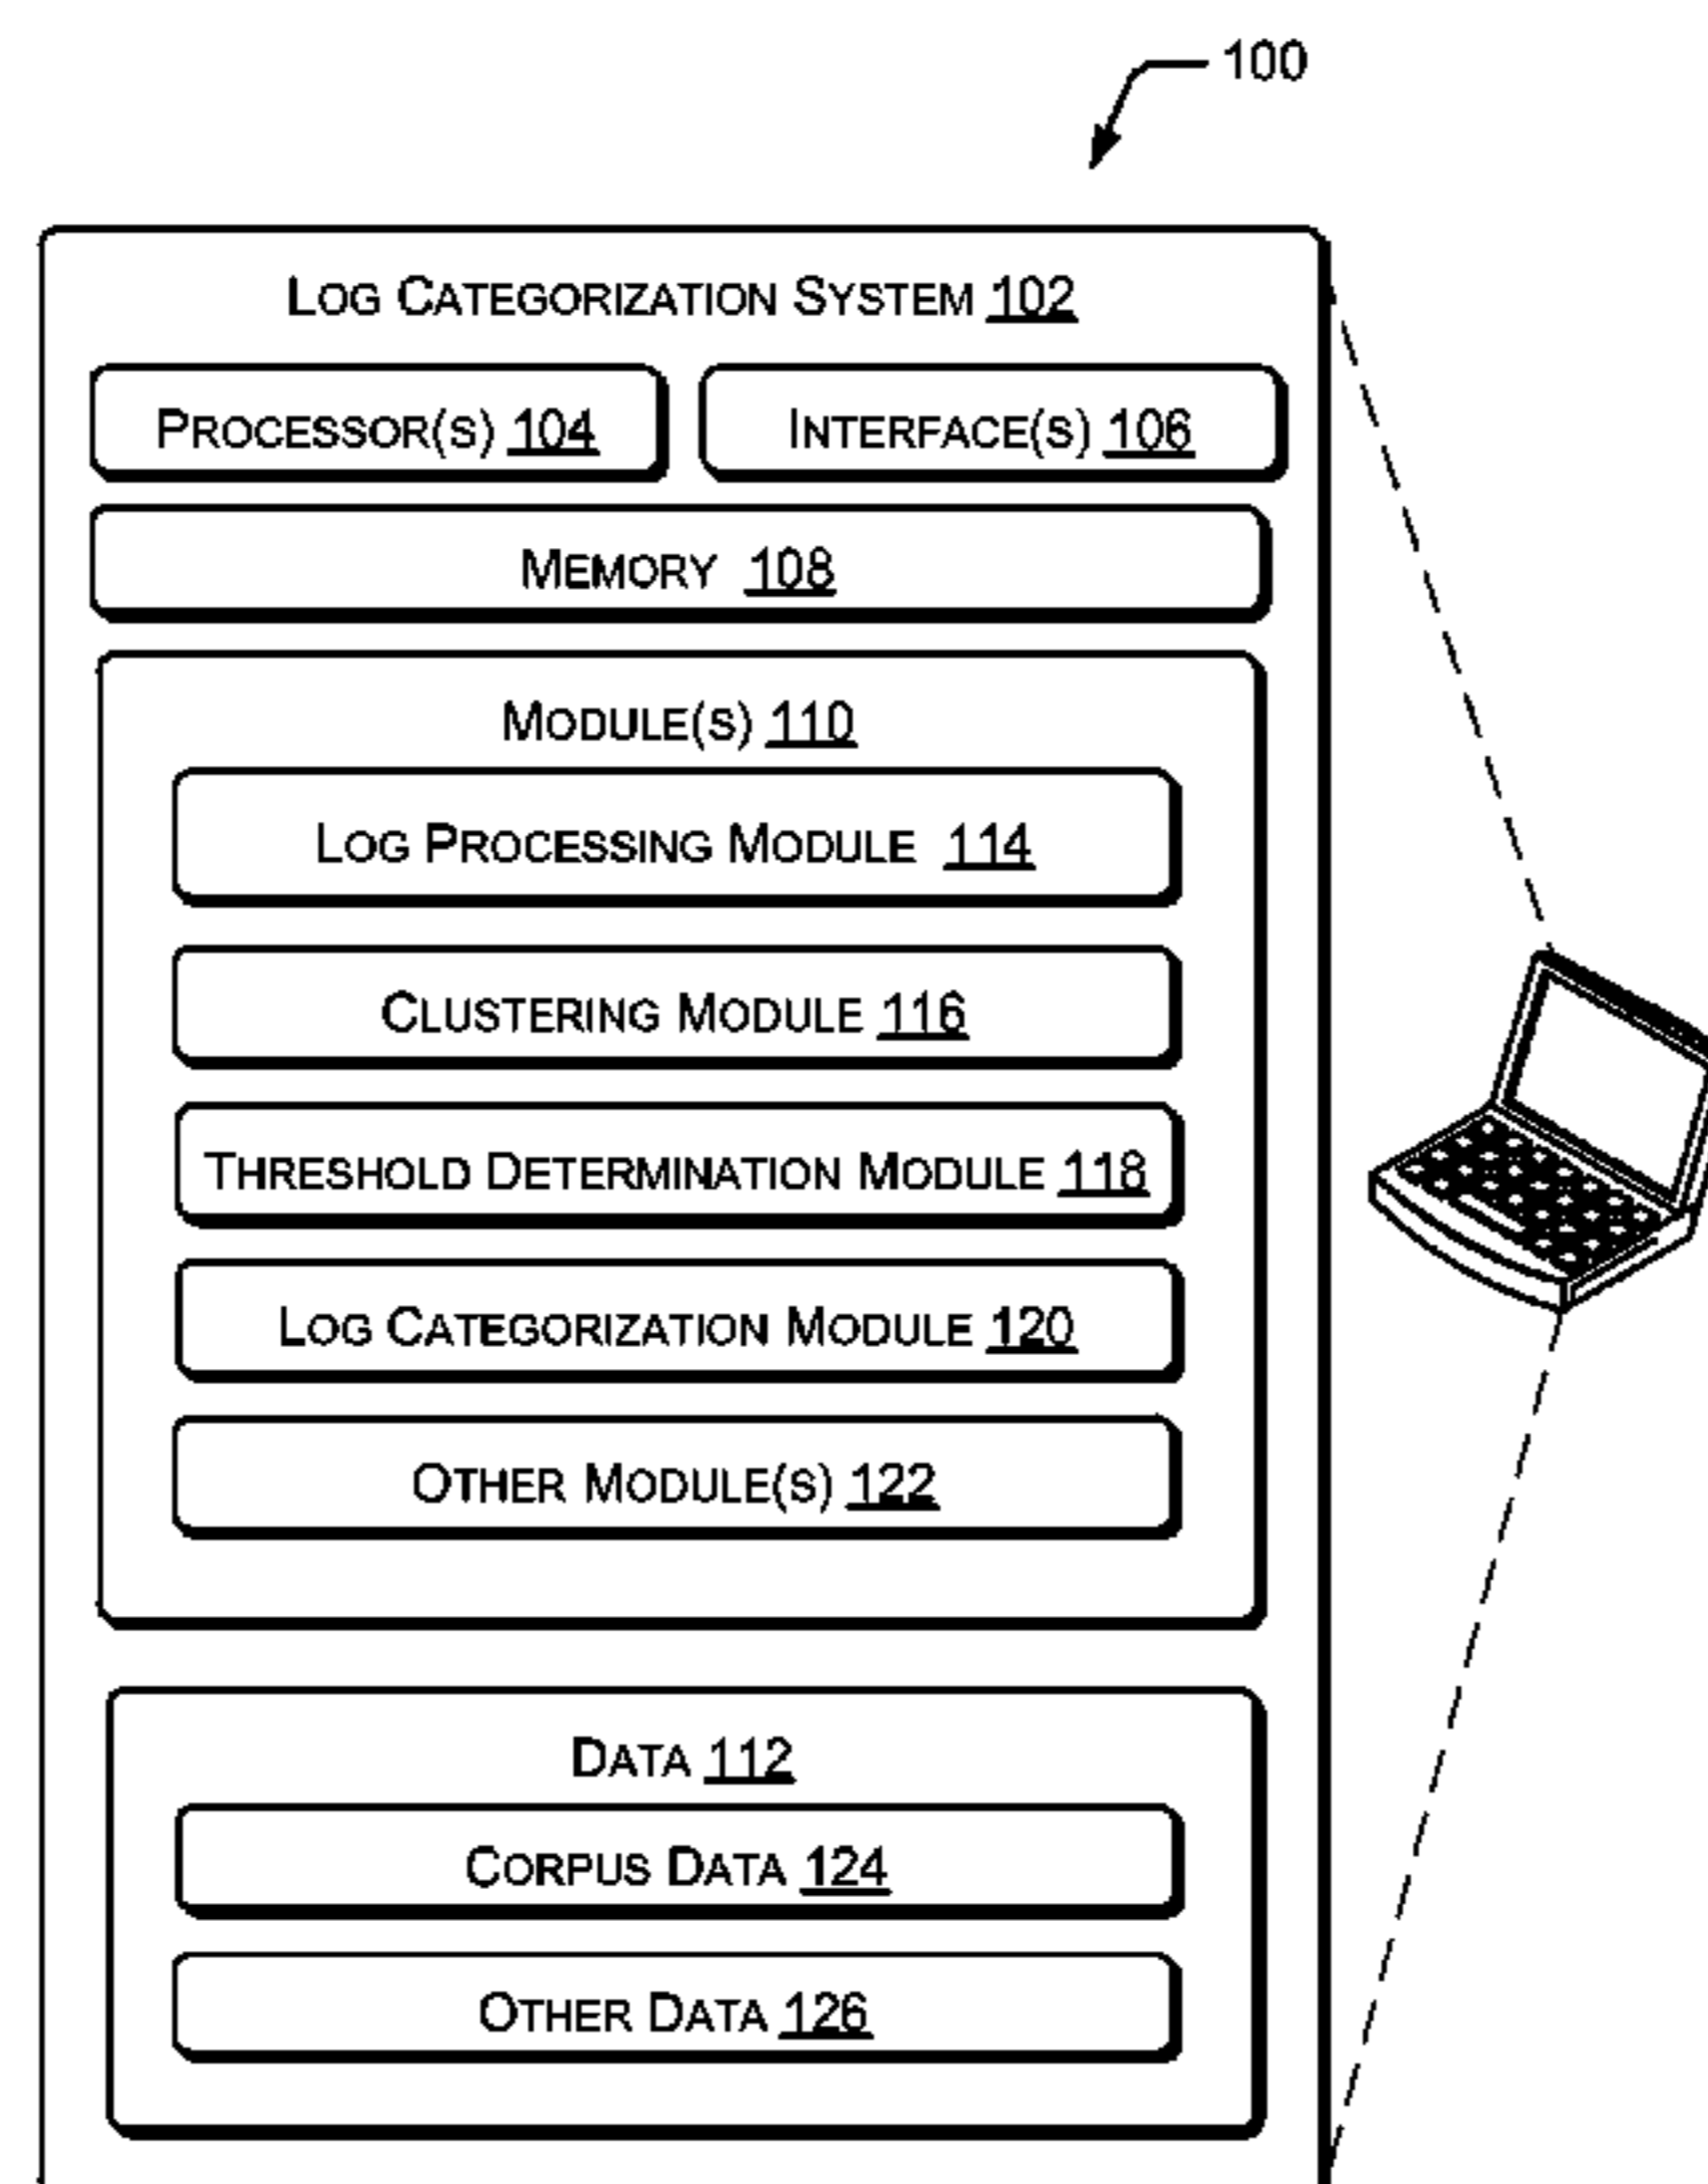 100
LOG CATEGORIZATION SYSTEM 102
PROCESSOR(S) 104
INTERFACE(S) 106
MEMORY 108
MODULE(S) 110
LOG PROCESSING MODULE 114
CLUSTERING MODULE 116
THRESHOLD DETERMINATION MODULE 118
LOG CATEGORIZATION MODULE 120
OTHER MODULE(S) 122
DATA 112
CORPUS DATA 124
OTHER DATA 126